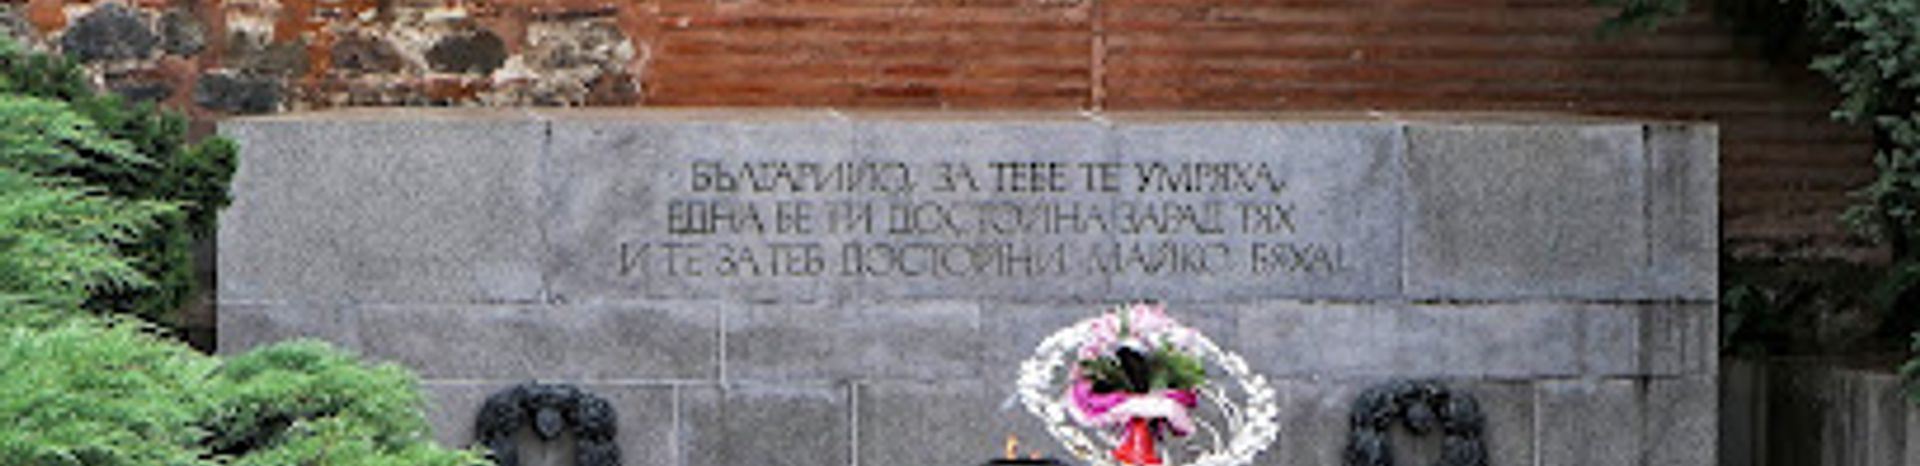 БЪЛГАРИЙО, ЗА ТЕБЕ ТЕ УМРЯХА,
ЕДНА БЕ ТИ ДОСТОЙНА ЗАРАД ТЯХ
И ТЕ ЗА ТЕБ ДОСТОЙНИ, МАЙКО, БЯХА!